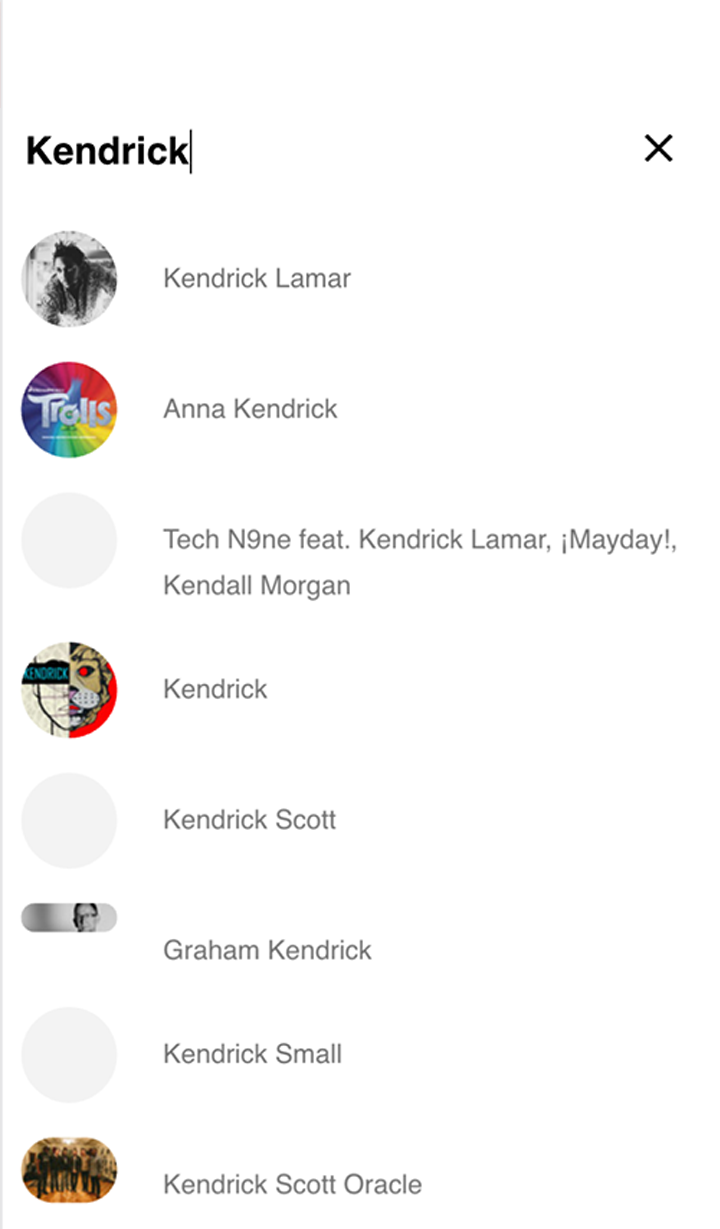 Kendrick
Kendrick Lamar
TROLLS
Anna Kendrick
Tech N9ne feat. Kendrick Lamar, ¡Mayday!,
Kendall Morgan
KENDRICK
Kendrick
Kendrick Scott
Graham Kendrick
Kendrick Small
Kendrick Scott Oracle